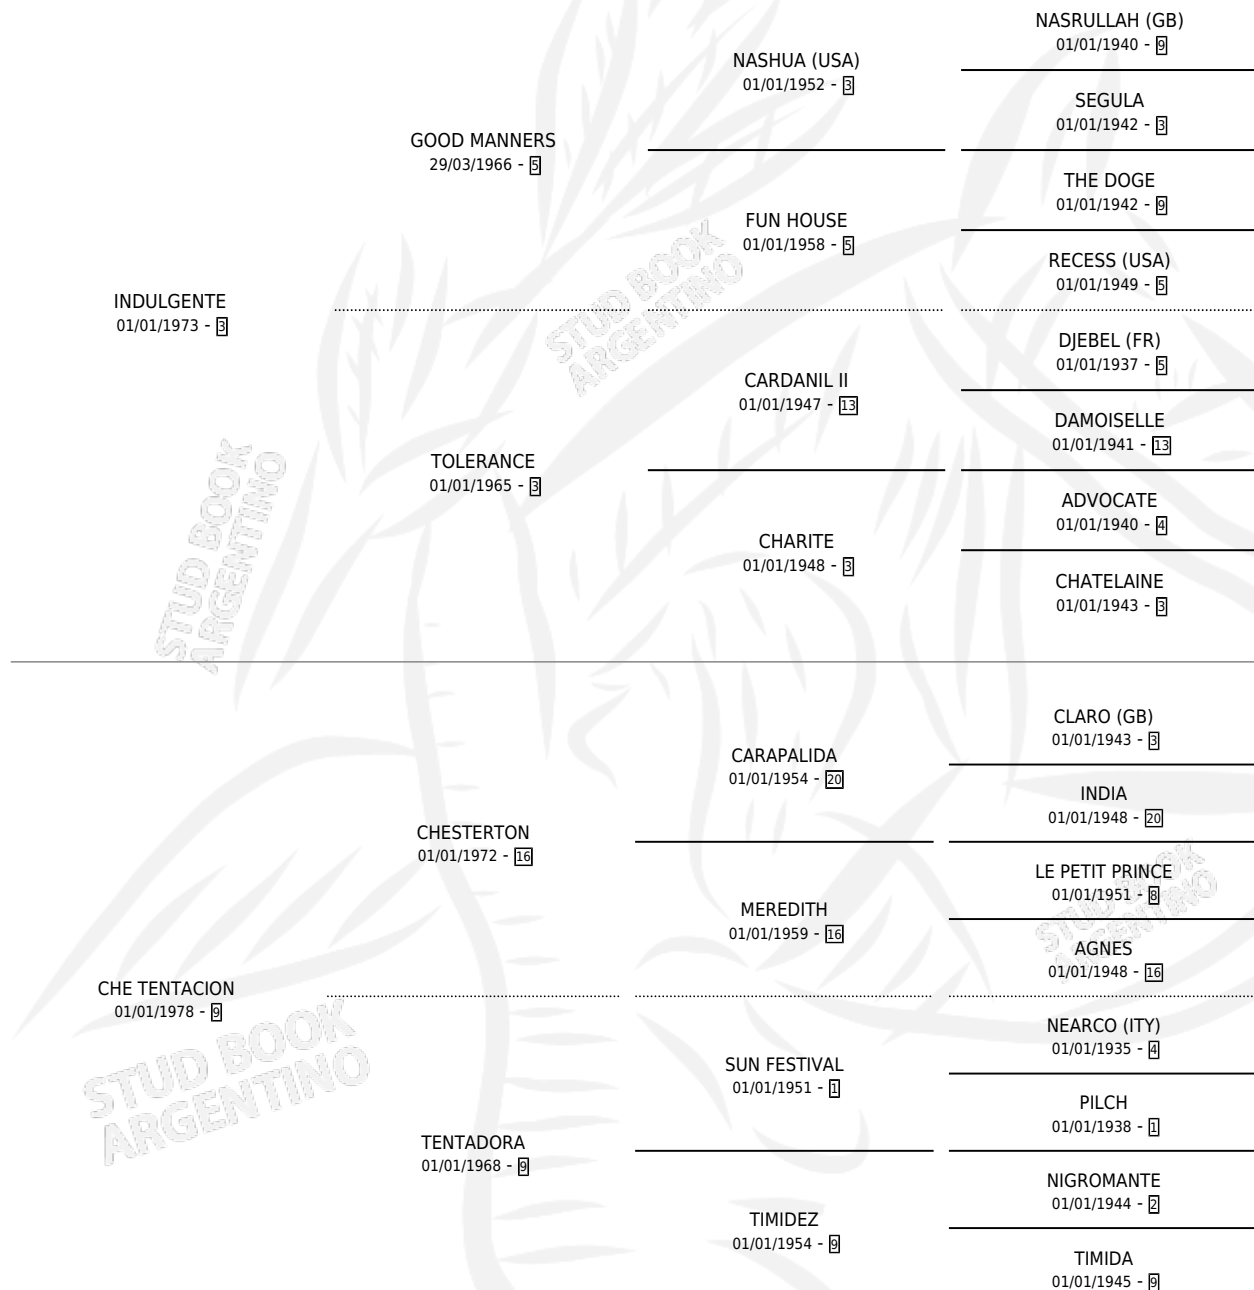 NASRULLAH (GB)
01/01/1940 - 9
NASHUA (USA)
01/01/1952 - 3
SEGULA
01/01/1942 - 3
GOOD MANNERS
29/03/1966 - 5
THE DOGE
01/01/1942 - 9
FUN HOUSE
01/01/1958 - 5
RECESS (USA)
01/01/1949 - 5
INDULGENTE
01/01/1973 - 3
DJEBEL (FR)
01/01/1937 - 5
CARDANIL II
01/01/1947 - 13
DAMOISELLE
01/01/1941 - 13
TOLERANCE
01/01/1965 - 3
ADVOCATE
01/01/1940 - 4
CHARITE
01/01/1948 - 3
CHATELAINE
01/01/1943 - 3
CLARO (GB)
01/01/1943 - 3
CARAPALIDA
01/01/1954 - 20
INDIA
01/01/1948 - 20
CHESTERTON
01/01/1972 - 16
LE PETIT PRINCE
01/01/1951 - 8
MEREDITH
01/01/1959 - 16
AGNES
01/01/1948 - 16
CHE TENTACION
01/01/1978 - 9
NEARCO (ITY)
01/01/1935 - 4
SUN FESTIVAL
01/01/1951 - 1
PILCH
01/01/1938 - 1
TENTADORA
01/01/1968 - 9
NIGROMANTE
01/01/1944 - 2
TIMIDEZ
01/01/1954 - 9
TIMIDA
01/01/1945 - 9
STUD BOOK
ARGENTINO
STUD BOOK
ARGENTINO
STUD BOOK
ARGENTINO
STUD BOOK
ARGENTINO